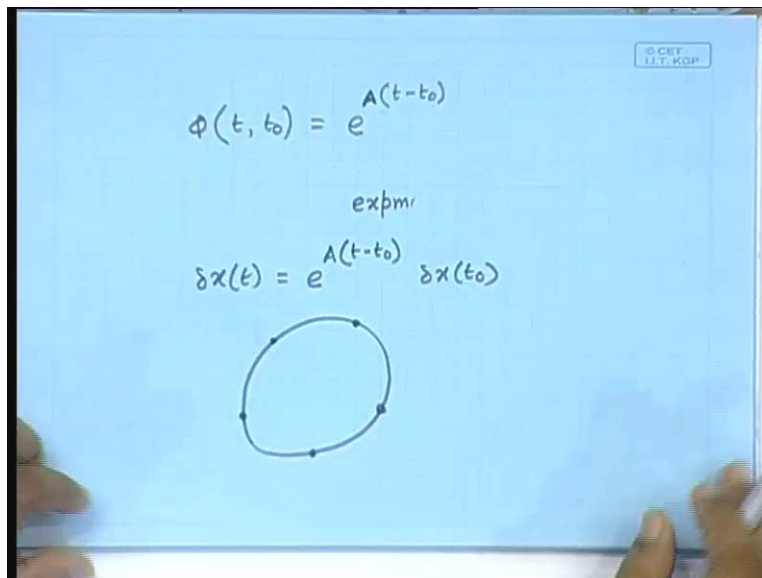 © CET
I.I.T. KGP
Φ(t, t₀) = e^{A(t-t₀)}
expm
δx(t) = e^{A(t-t₀)} δx(t₀)